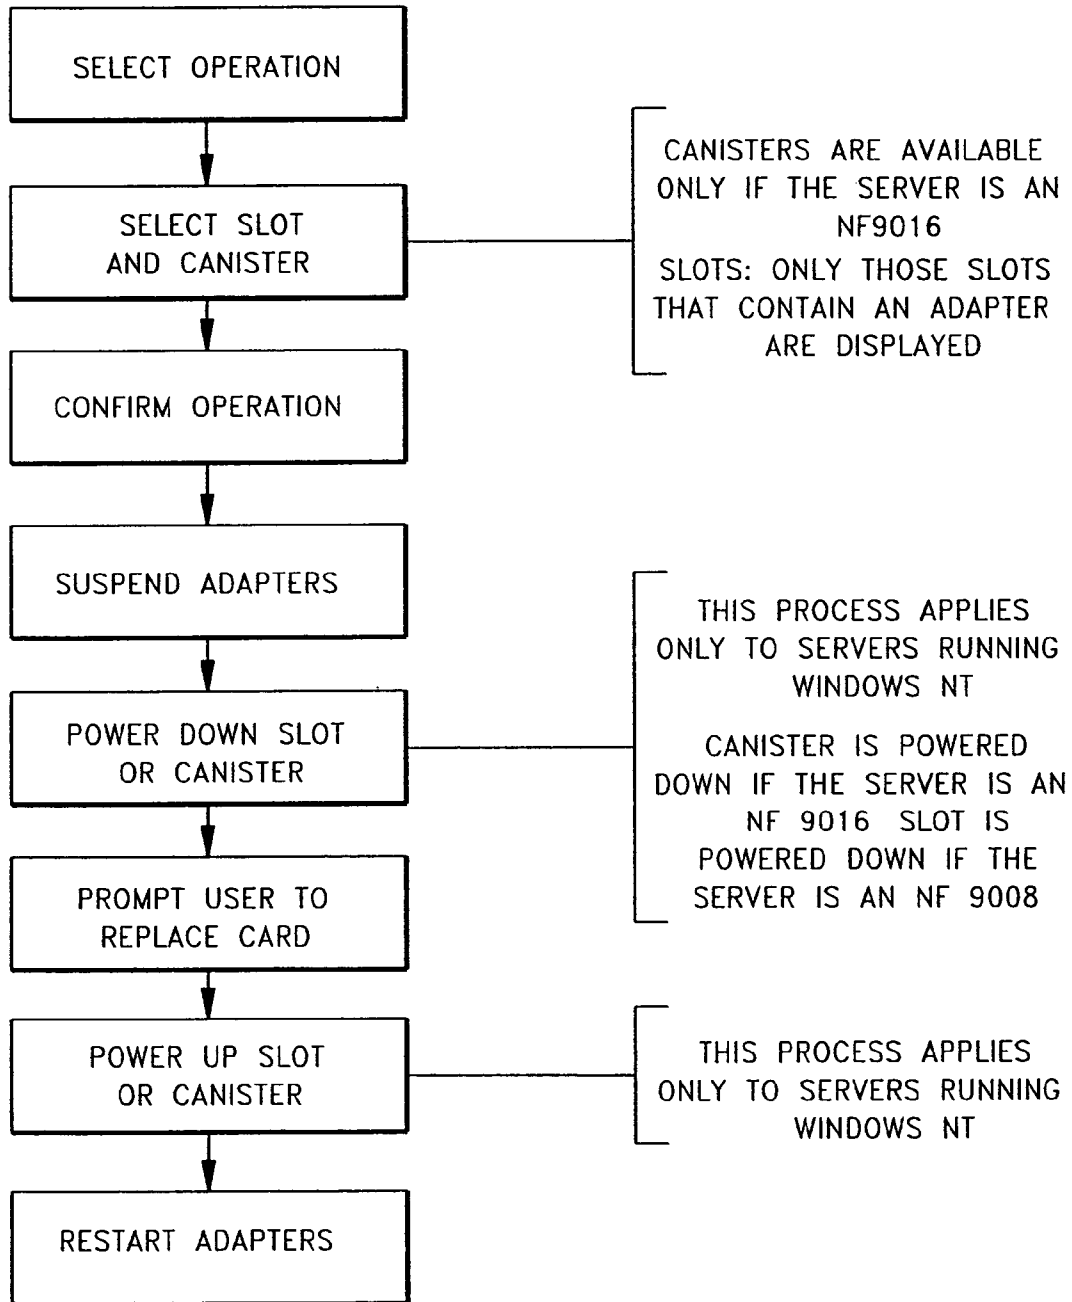 SELECT OPERATION
SELECT SLOT
AND CANISTER
CANISTERS ARE AVAILABLE
ONLY IF THE SERVER IS AN
NF9016
SLOTS: ONLY THOSE SLOTS
THAT CONTAIN AN ADAPTER
ARE DISPLAYED
CONFIRM OPERATION
SUSPEND ADAPTERS
POWER DOWN SLOT
OR CANISTER
THIS PROCESS APPLIES
ONLY TO SERVERS RUNNING
WINDOWS NT
CANISTER IS POWERED
DOWN IF THE SERVER IS AN
NF 9016 SLOT IS
POWERED DOWN IF THE
SERVER IS AN NF 9008
PROMPT USER TO
REPLACE CARD
POWER UP SLOT
OR CANISTER
THIS PROCESS APPLIES
ONLY TO SERVERS RUNNING
WINDOWS NT
RESTART ADAPTERS